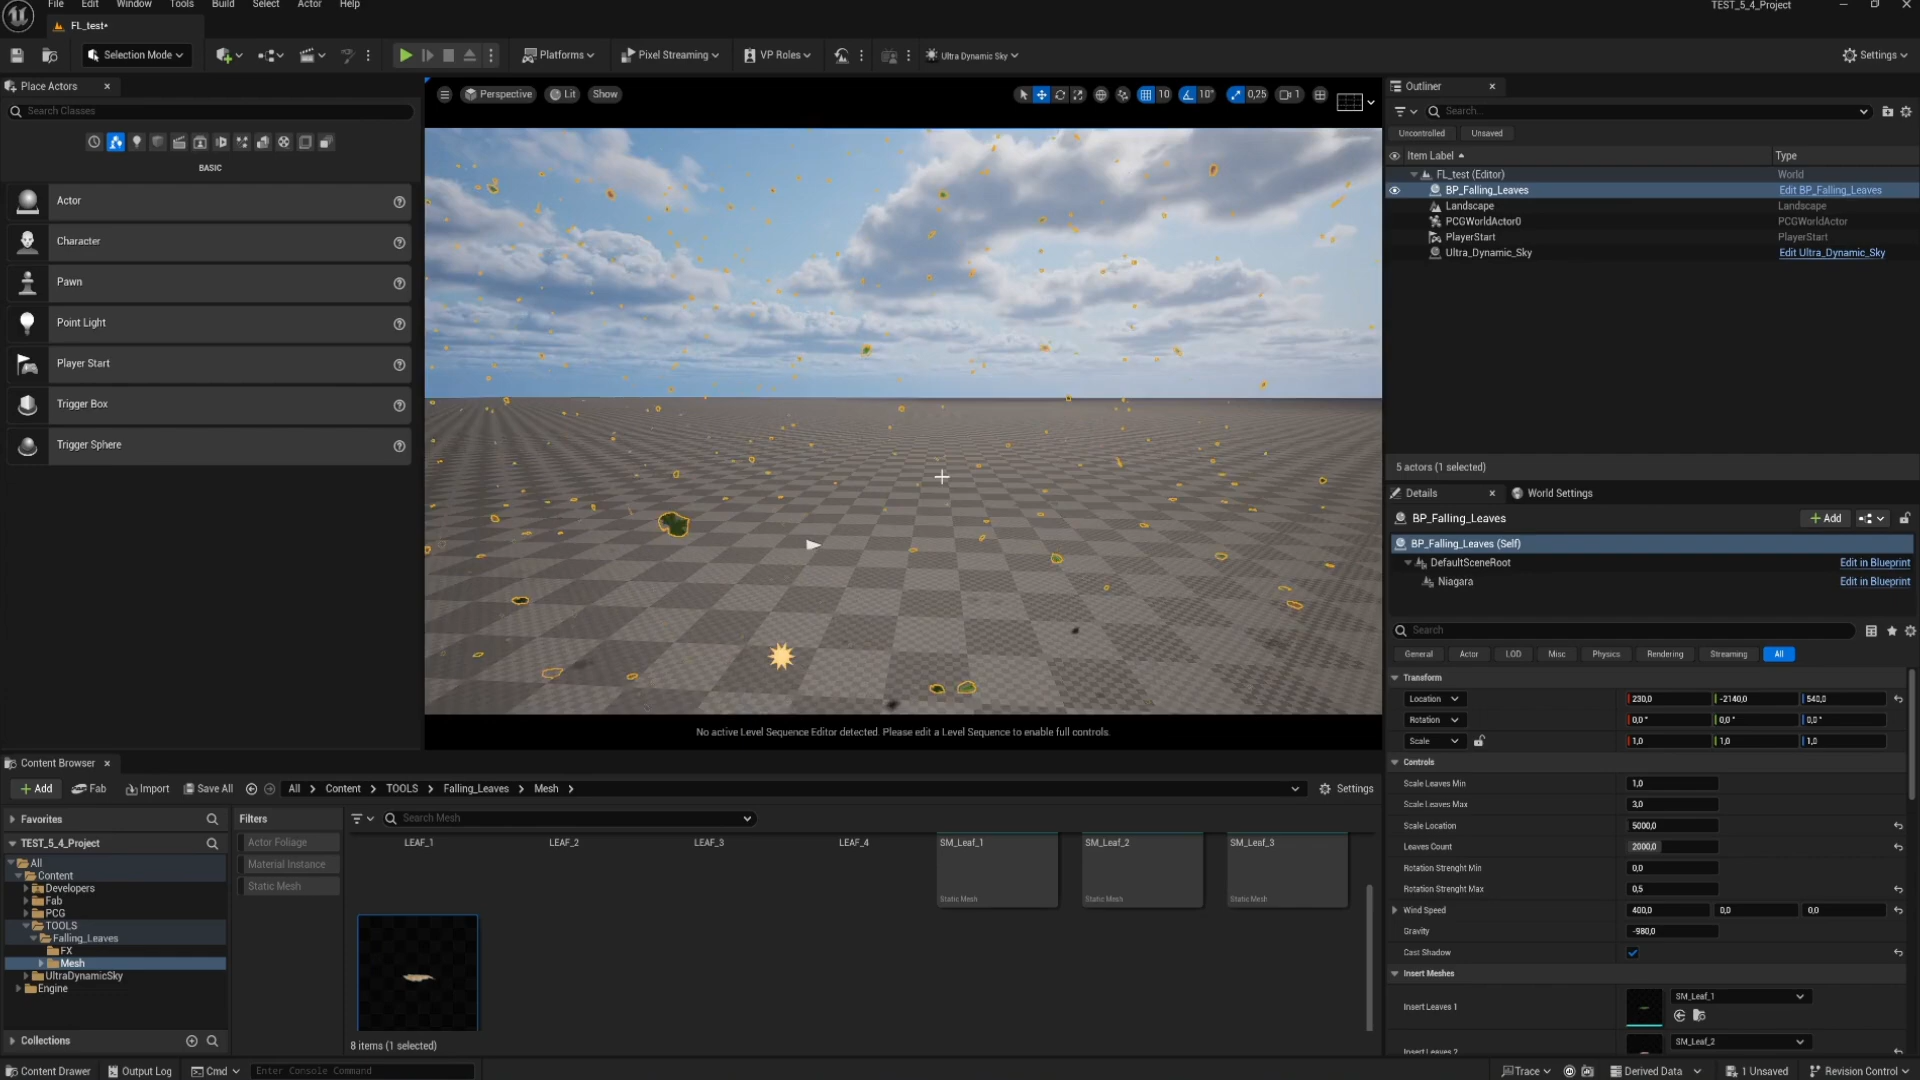 File Edit Window Tools Build Select Actor Help
TEST_5_4_Project
FL_test•
Selection Mode
Platforms
Pixel Streaming
VP Roles
Ultra Dynamic Sky
Settings
Place Actors
Search Classes
BASIC
Actor
Character
Pawn
Point Light
Player Start
Trigger Box
Trigger Sphere
Perspective
Lit
Show
10
10°
0,25
1
No active Level Sequence Editor detected. Please edit a Level Sequence to enable full controls.
Outliner
Search...
Uncontrolled
Unsaved
Item Label
Type
FL_test (Editor)
World
BP_Falling_Leaves
Edit BP_Falling_Leaves
Landscape
Landscape
PCGWorldActor0
PCGWorldActor
PlayerStart
PlayerStart
Ultra_Dynamic_Sky
Edit Ultra_Dynamic_Sky
5 actors (1 selected)
Details
World Settings
BP_Falling_Leaves
+ Add
BP_Falling_Leaves (Self)
DefaultSceneRoot
Edit in Blueprint
Niagara
Edit in Blueprint
Search
General
Actor
LOD
Misc
Physics
Rendering
Streaming
All
Transform
Location
230,0
-2140,0
540,0
Rotation
0,0 °
0,0 °
0,0 °
Scale
1,0
1,0
1,0
Controls
Scale Leaves Min
1,0
Scale Leaves Max
3,0
Scale Location
5000,0
Leaves Count
2000,0
Rotation Strenght Min
0,0
Rotation Strenght Max
0,5
Wind Speed
400,0
0,0
0,0
Gravity
-980,0
Cast Shadow
Insert Meshes
Insert Leaves 1
SM_Leaf_1
Insert Leaves 2
SM_Leaf_2
Content Browser
+ Add
Fab
Import
Save All
All
Content
TOOLS
Falling_Leaves
Mesh
Settings
Favorites
TEST_5_4_Project
All
Content
Developers
Fab
PCG
TOOLS
Falling_Leaves
FX
Mesh
UltraDynamicSky
Engine
Collections
Filters
Actor Foliage
Material Instance
Static Mesh
Search Mesh
LEAF_1
LEAF_2
LEAF_3
LEAF_4
SM_Leaf_1
Static Mesh
SM_Leaf_2
Static Mesh
SM_Leaf_3
Static Mesh
8 items (1 selected)
Content Drawer
Output Log
Cmd
Enter Console Command
Trace
Derived Data
1 Unsaved
Revision Control